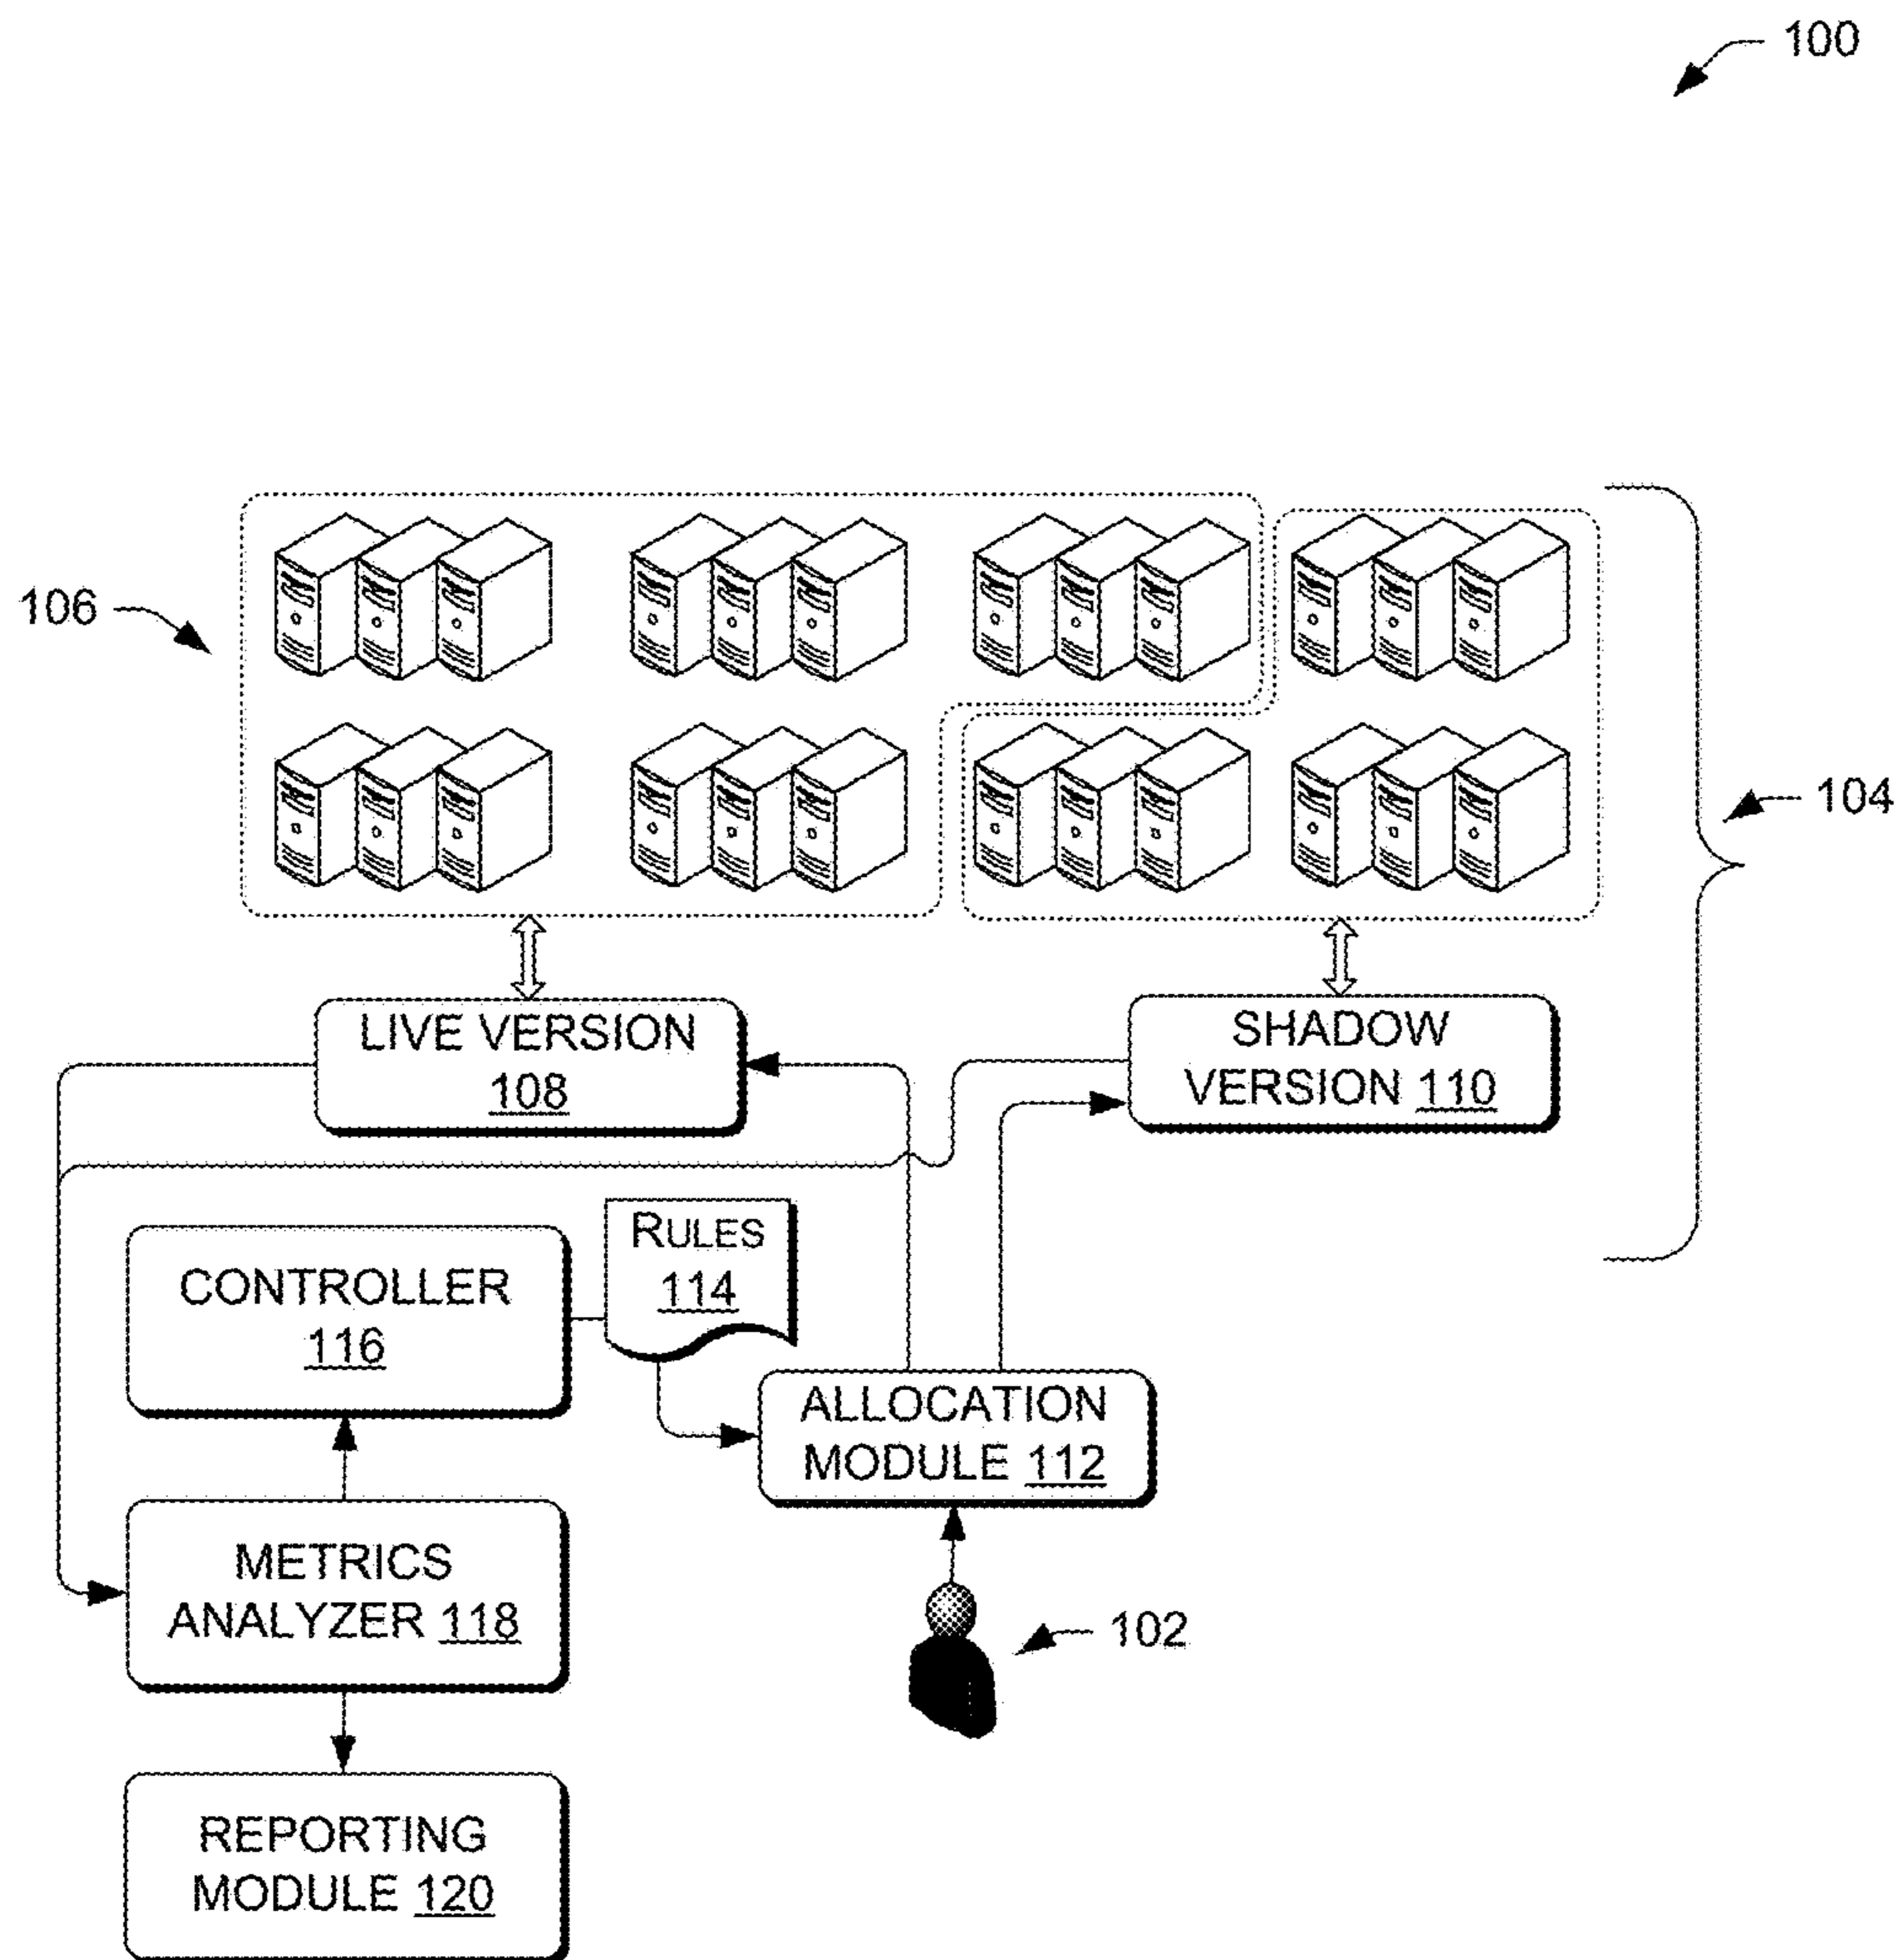 100
106
104
LIVE VERSION
108
SHADOW
VERSION 110
RULES
114
CONTROLLER
116
ALLOCATION
MODULE 112
METRICS
ANALYZER 118
102
REPORTING
MODULE 120